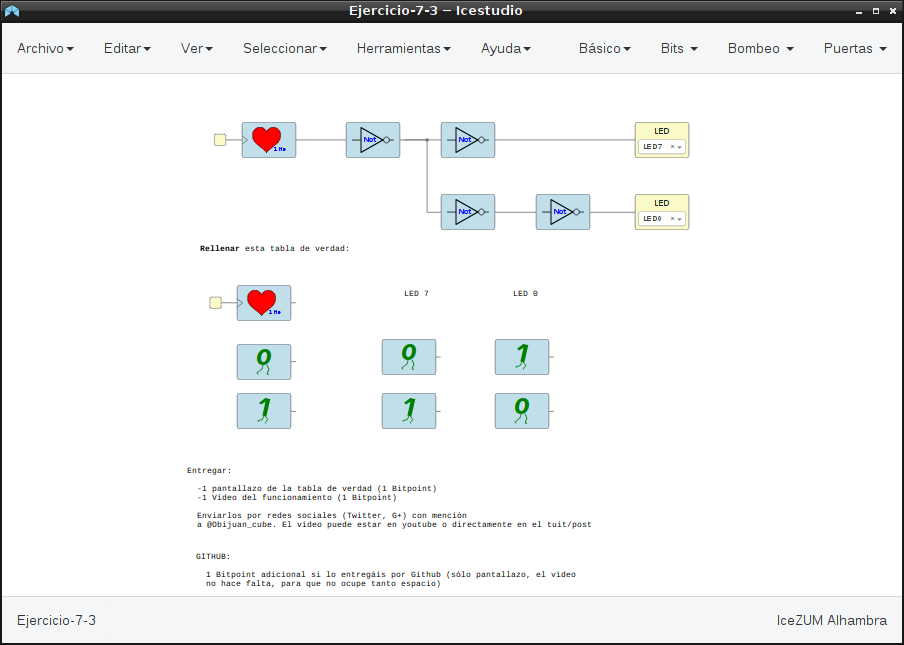 Ejercicio-7-3 – Icestudio
Archivo Editar Ver Seleccionar Herramientas Ayuda Básico Bits Bombeo Puertas
LED
1 Hz Not Not LED7
LED
Not Not LED0
Rellenar esta tabla de verdad:
LED 7 LED 0
1 Hz
0 0 1
1 1 0
Entregar:
-1 pantallazo de la tabla de verdad (1 Bitpoint)
-1 Video del funcionamiento (1 Bitpoint)
Enviarlos por redes sociales (Twitter, G+) con mención
a @Obijuan_cube. El video puede estar en youtube o directamente en el tuit/post
GITHUB:
1 Bitpoint adicional si lo entregáis por Github (sólo pantallazo, el video
no hace falta, para que no ocupe tanto espacio)
Ejercicio-7-3 IceZUM Alhambra